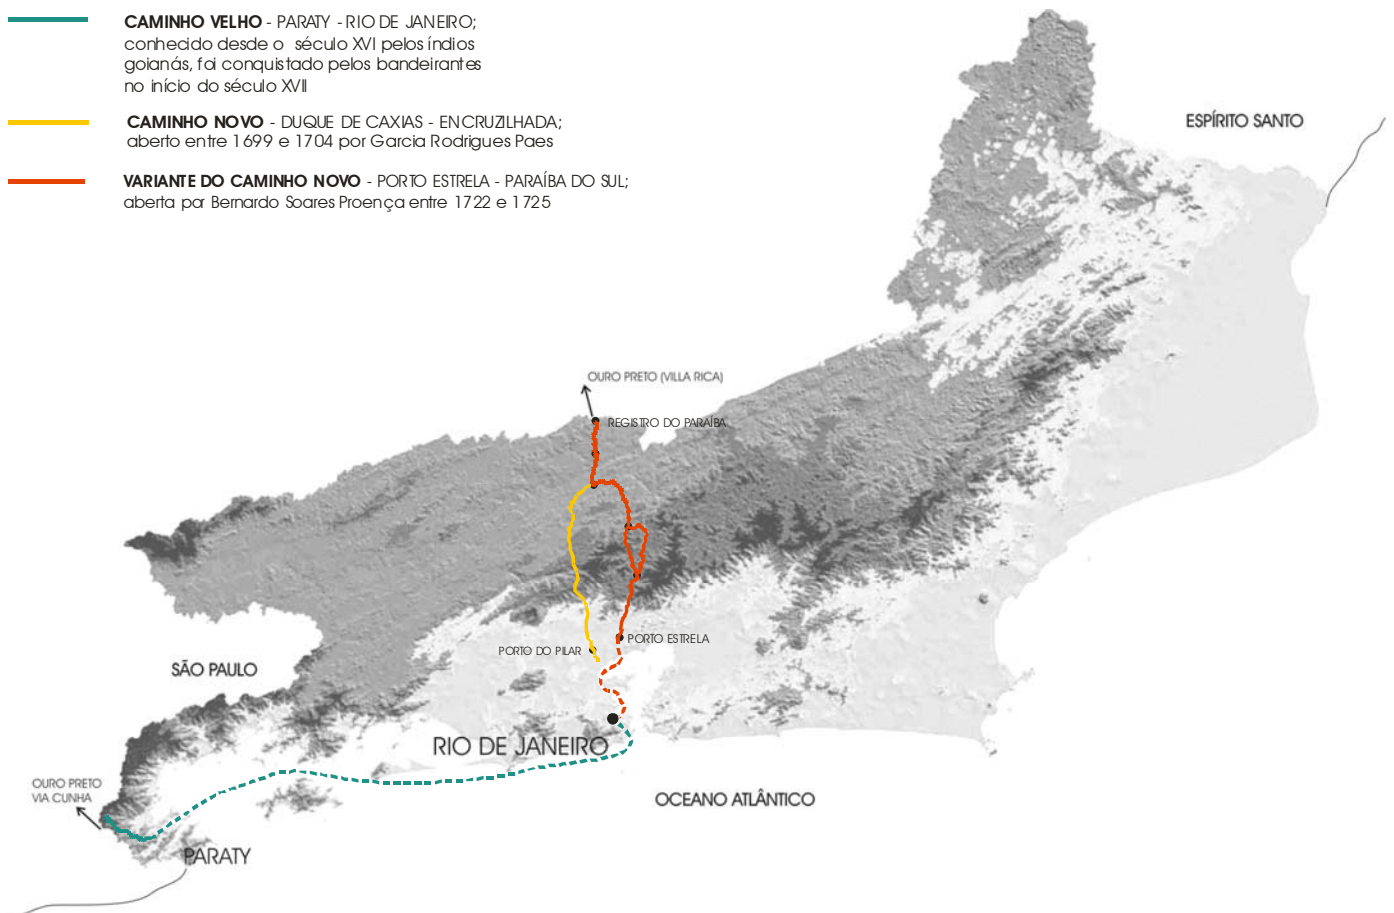 CAMINHO VELHO - PARATY - RIO DE JANEIRO;
conhecido desde o século XVI pelos índios
goianás, foi conquistado pelos bandeirantes
no início do século XVII
CAMINHO NOVO - DUQUE DE CAXIAS - ENCRUZILHADA;
aberto entre 1699 e 1704 por Garcia Rodrigues Paes
VARIANTE DO CAMINHO NOVO - PORTO ESTRELA - PARAÍBA DO SUL;
aberta por Bernardo Soares Proença entre 1722 e 1725
ESPÍRITO SANTO
OURO PRETO (VILLA RICA)
REGISTRO DO PARAÍBA
PORTO ESTRELA
PORTO DO PILAR
SÃO PAULO
RIO DE JANEIRO
OURO PRETO
VIA CUNHA
OCEANO ATLÂNTICO
PARATY